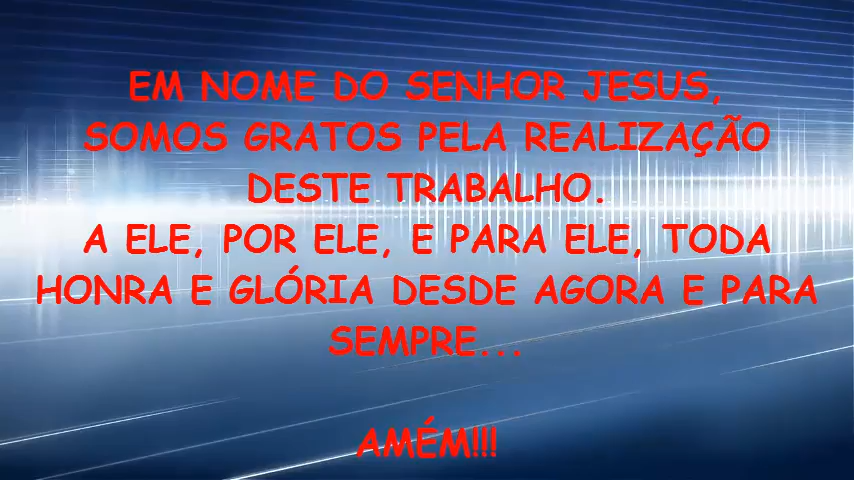 EM NOME DO SENHOR JESUS,
SOMOS GRATOS PELA REALIZAÇÃO
DESTE TRABALHO.
A ELE, POR ELE, E PARA ELE, TODA
HONRA E GLÓRIA DESDE AGORA E PARA
SEMPRE...
AMÉM!!!